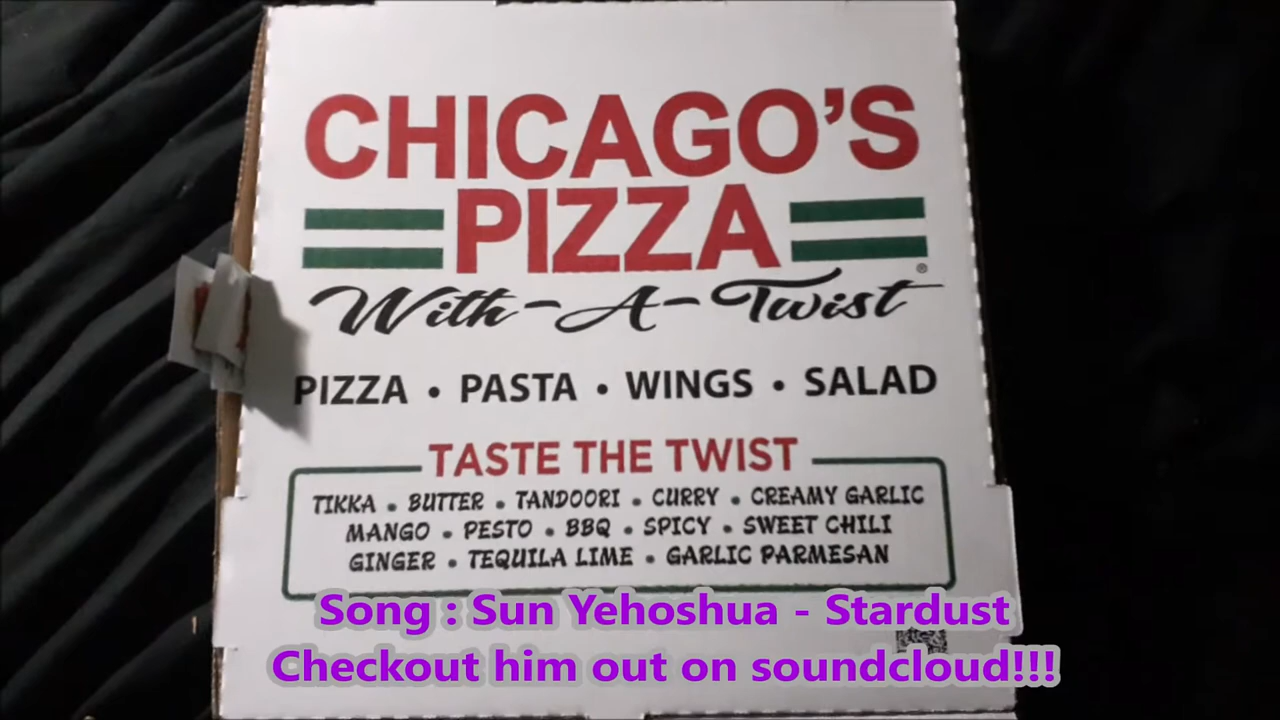 CHICAGO'S
PIZZA
®
With-A-Twist
PIZZA • PASTA • WINGS • SALAD
TASTE THE TWIST
TIKKA • BUTTER • TANDOORI • CURRY • CREAMY GARLIC
MANGO • PESTO • BBQ • SPICY • SWEET CHILI
GINGER • TEQUILA LIME • GARLIC PARMESAN
Song : Sun Yehoshua - Stardust
Checkout him out on soundcloud!!!